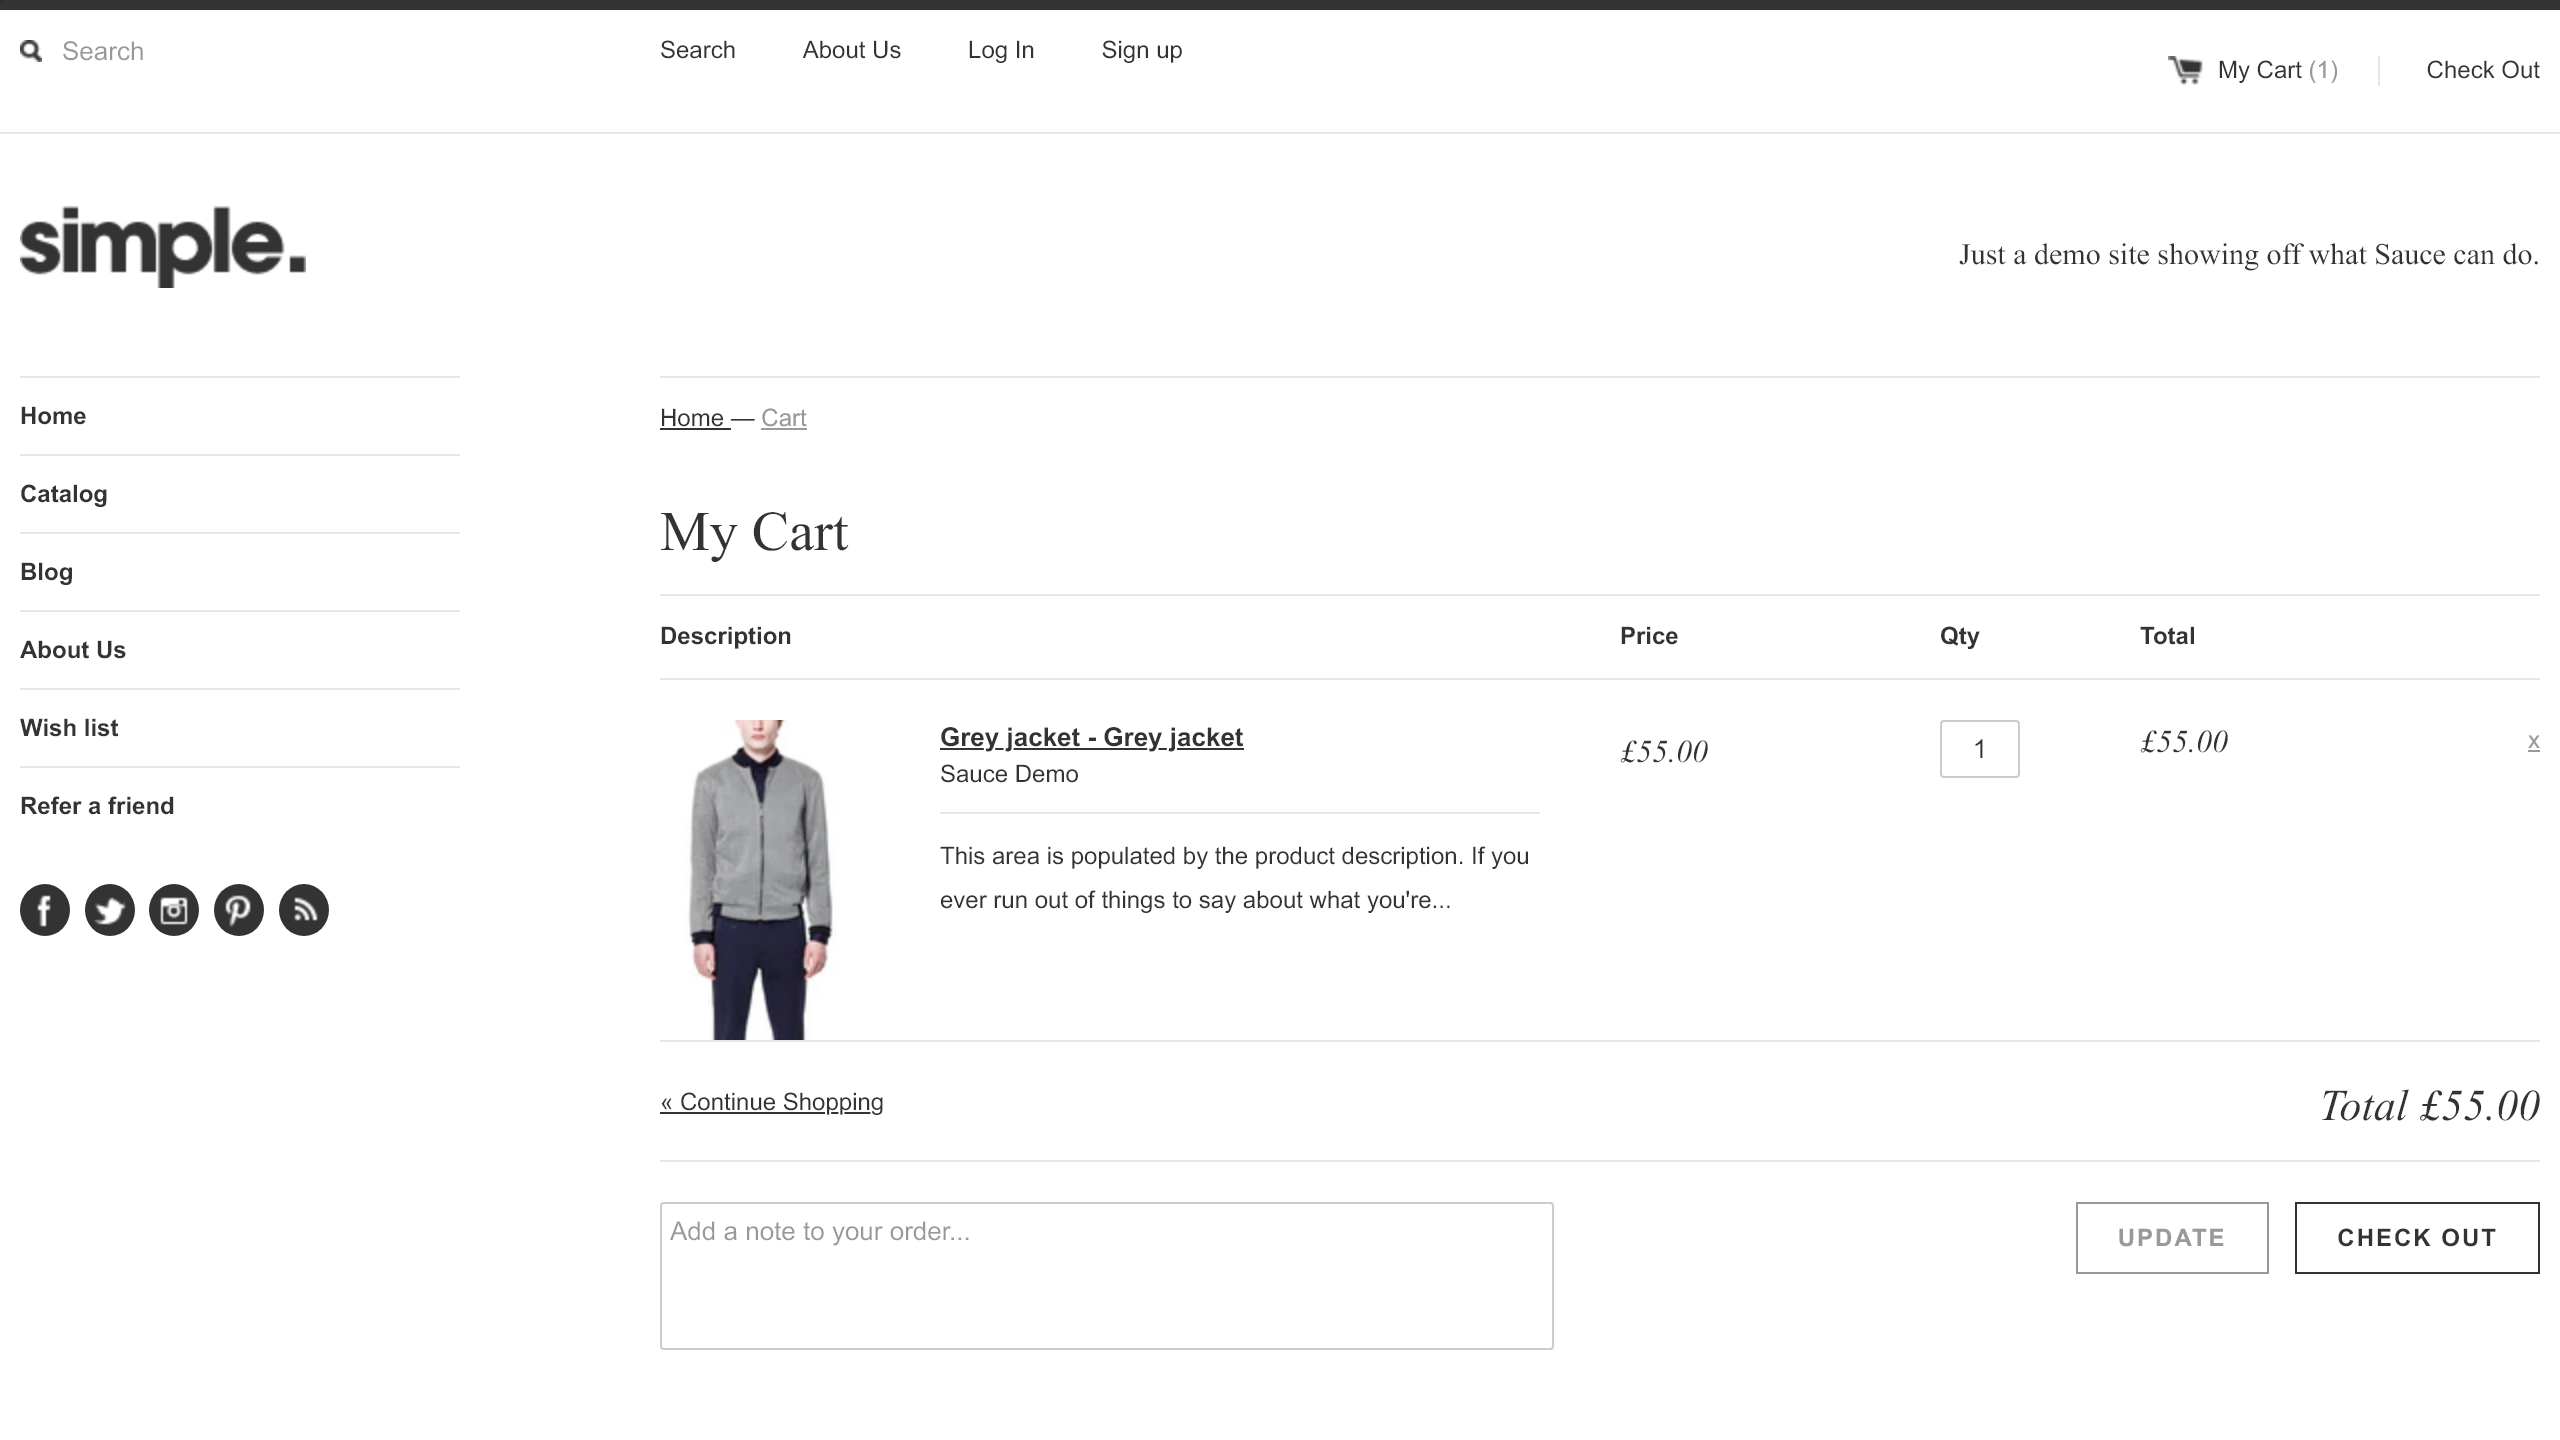 Search
Search About Us Log In Sign up
My Cart (1) Check Out
simple.
Just a demo site showing off what Sauce can do.
Home
Catalog
Blog
About Us
Wish list
Refer a friend
Home — Cart
My Cart
Description Price Qty Total
Grey jacket - Grey jacket
Sauce Demo
£55.00 1 £55.00 x
This area is populated by the product description. If you
ever run out of things to say about what you're...
« Continue Shopping
Total £55.00
Add a note to your order...
UPDATE CHECK OUT